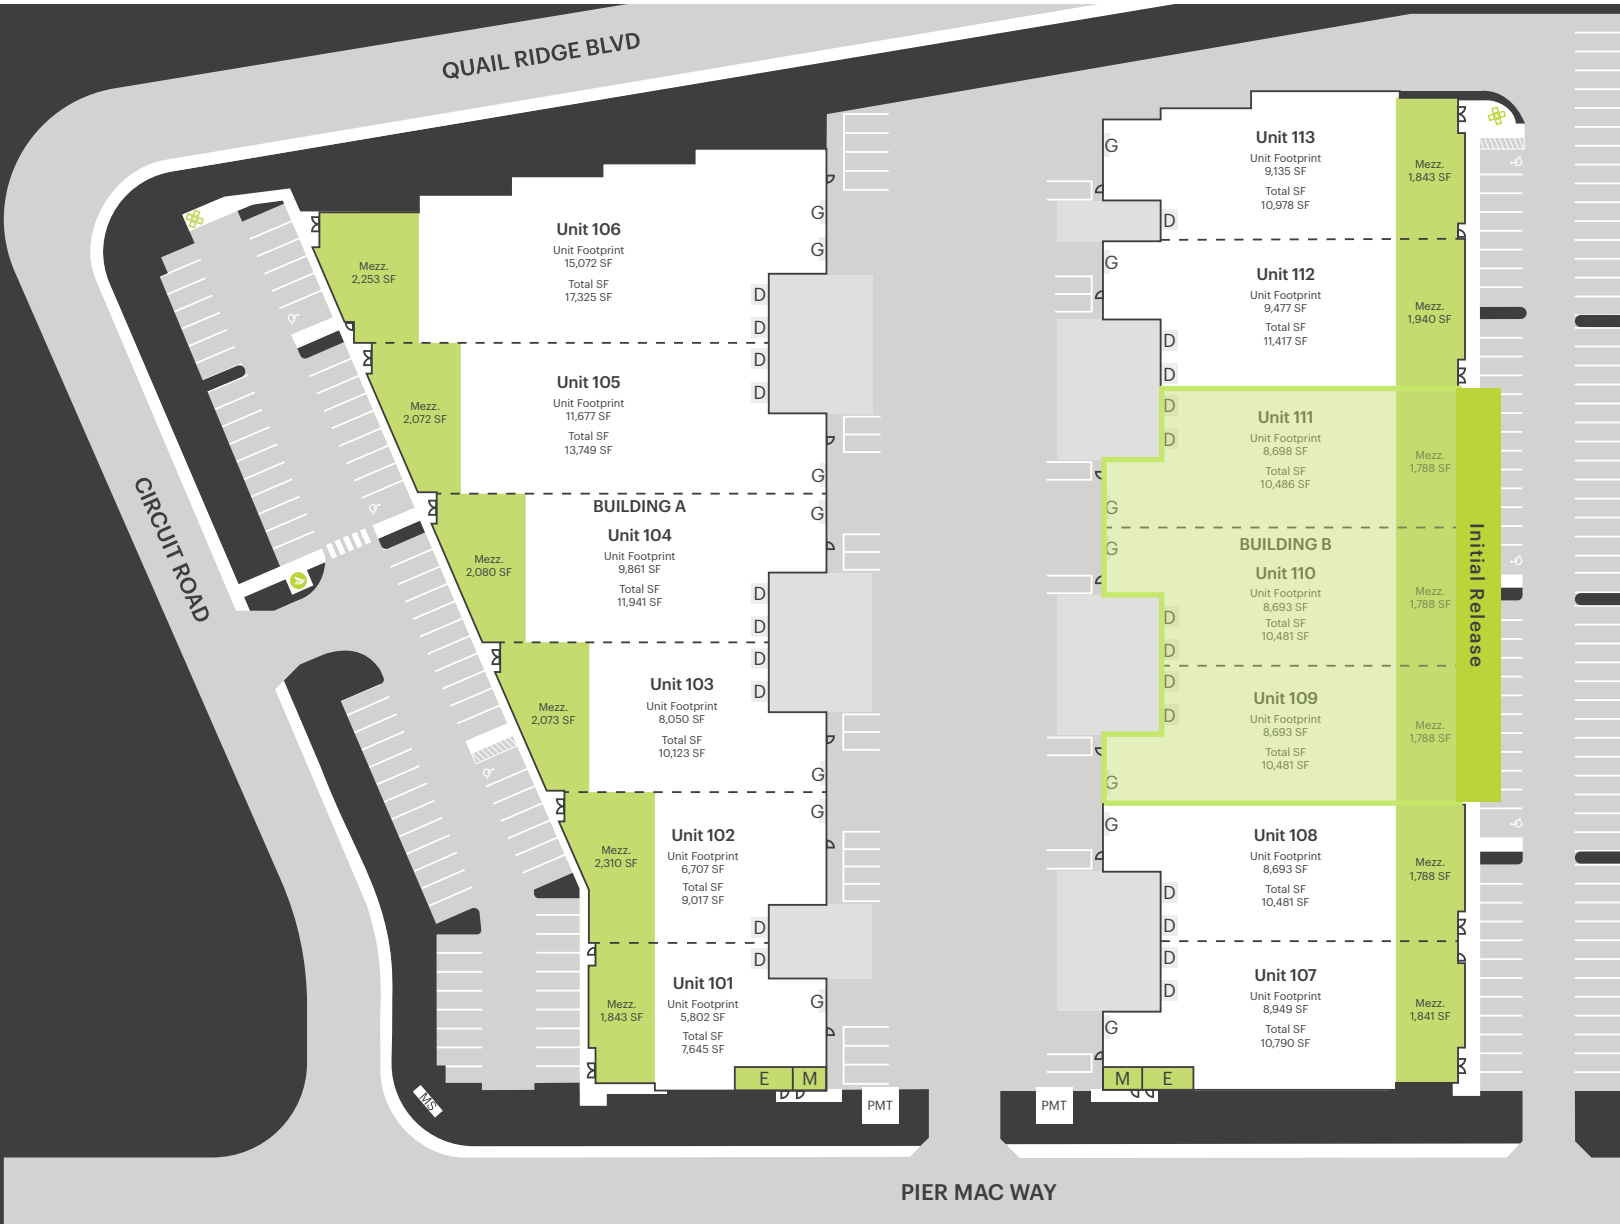 QUAIL RIDGE BLVD
CIRCUIT ROAD
Mezz.
2,253 SF
Unit 106
Unit Footprint
15,072 SF
Total SF
17,325 SF
G
G
D
D
Mezz.
2,072 SF
Unit 105
Unit Footprint
11,677 SF
Total SF
13,749 SF
D
D
G
BUILDING A
Mezz.
2,080 SF
Unit 104
Unit Footprint
9,861 SF
Total SF
11,941 SF
G
D
D
Mezz.
2,073 SF
Unit 103
Unit Footprint
8,050 SF
Total SF
10,123 SF
D
D
G
Mezz.
2,310 SF
Unit 102
Unit Footprint
6,707 SF
Total SF
9,017 SF
G
D
Mezz.
1,843 SF
Unit 101
Unit Footprint
5,802 SF
Total SF
7,645 SF
D
G
E
M
MS
PMT
Unit 113
Unit Footprint
9,135 SF
Total SF
10,978 SF
Mezz.
1,843 SF
G
D
Unit 112
Unit Footprint
9,477 SF
Total SF
11,417 SF
Mezz.
1,940 SF
G
D
D
Unit 111
Unit Footprint
8,698 SF
Total SF
10,486 SF
Mezz.
1,788 SF
D
D
G
Initial Release
BUILDING B
Unit 110
Unit Footprint
8,693 SF
Total SF
10,481 SF
Mezz.
1,788 SF
G
D
D
Unit 109
Unit Footprint
8,693 SF
Total SF
10,481 SF
Mezz.
1,788 SF
D
D
G
Unit 108
Unit Footprint
8,693 SF
Total SF
10,481 SF
Mezz.
1,788 SF
G
D
D
Unit 107
Unit Footprint
8,949 SF
Total SF
10,790 SF
Mezz.
1,841 SF
D
D
G
M
E
PMT
PIER MAC WAY